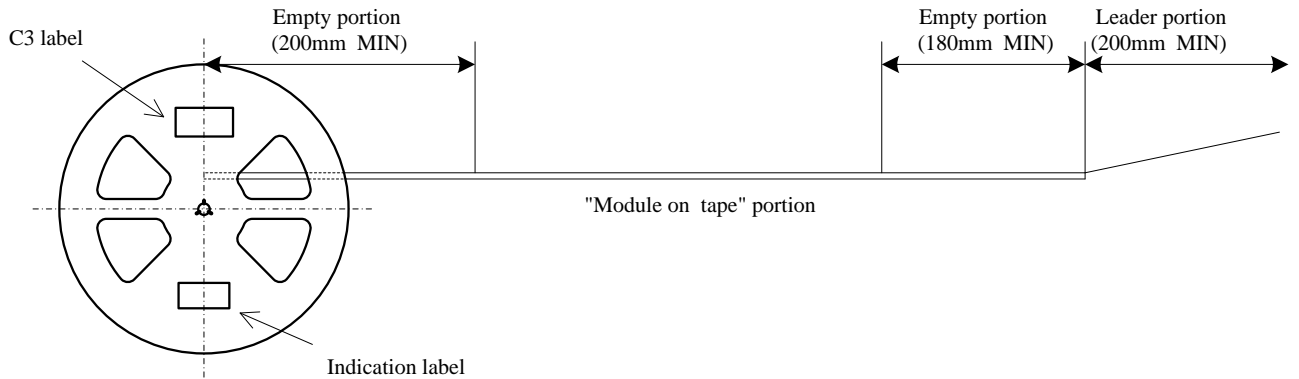 C3 label
Empty portion
(200mm MIN)
Empty portion
(180mm MIN)
Leader portion
(200mm MIN)
"Module on tape" portion
Indication label